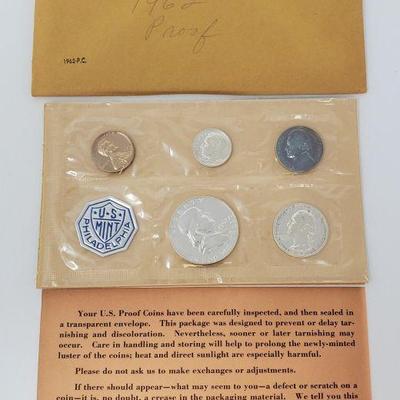 1962
Proof
1962-P.C.
U.S.
MINT
PHILADELPHIA
Your U.S. Proof Coins have been carefully inspected, and then sealed in
a transparent envelope. This package was designed to prevent or delay tar-
nishing and discoloration. Nevertheless, sooner or later tarnishing may
occur. Care in handling and storing will help to prolong the newly-minted
luster of the coins; heat and direct sunlight are especially harmful.
Please do not ask us to make exchanges or adjustments.
If there should appear—what may seem to you—a defect or scratch on a
coin—it is, no doubt, a crease in the packaging material. We tell you this